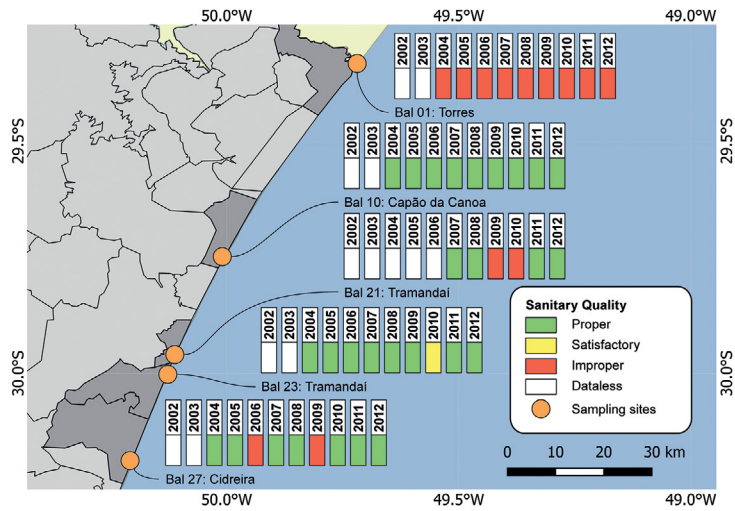 50.0°W 49.5°W 49.0°W
29.5°S 29.5°S
30.0°S 30.0°S
2002 2003 2004 2005 2006 2007 2008 2009 2010 2011 2012
Bal 01: Torres
2002 2003 2004 2005 2006 2007 2008 2009 2010 2011 2012
Bal 10: Capão da Canoa
2002 2003 2004 2005 2006 2007 2008 2009 2010 2011 2012
Bal 21: Tramandaí
2002 2003 2004 2005 2006 2007 2008 2009 2010 2011 2012
Bal 23: Tramandaí
2002 2003 2004 2005 2006 2007 2008 2009 2010 2011 2012
Bal 27: Cidreira
Sanitary Quality
Proper
Satisfactory
Improper
Dataless
Sampling sites
0 10 20 30 km
50.0°W 49.5°W 49.0°W